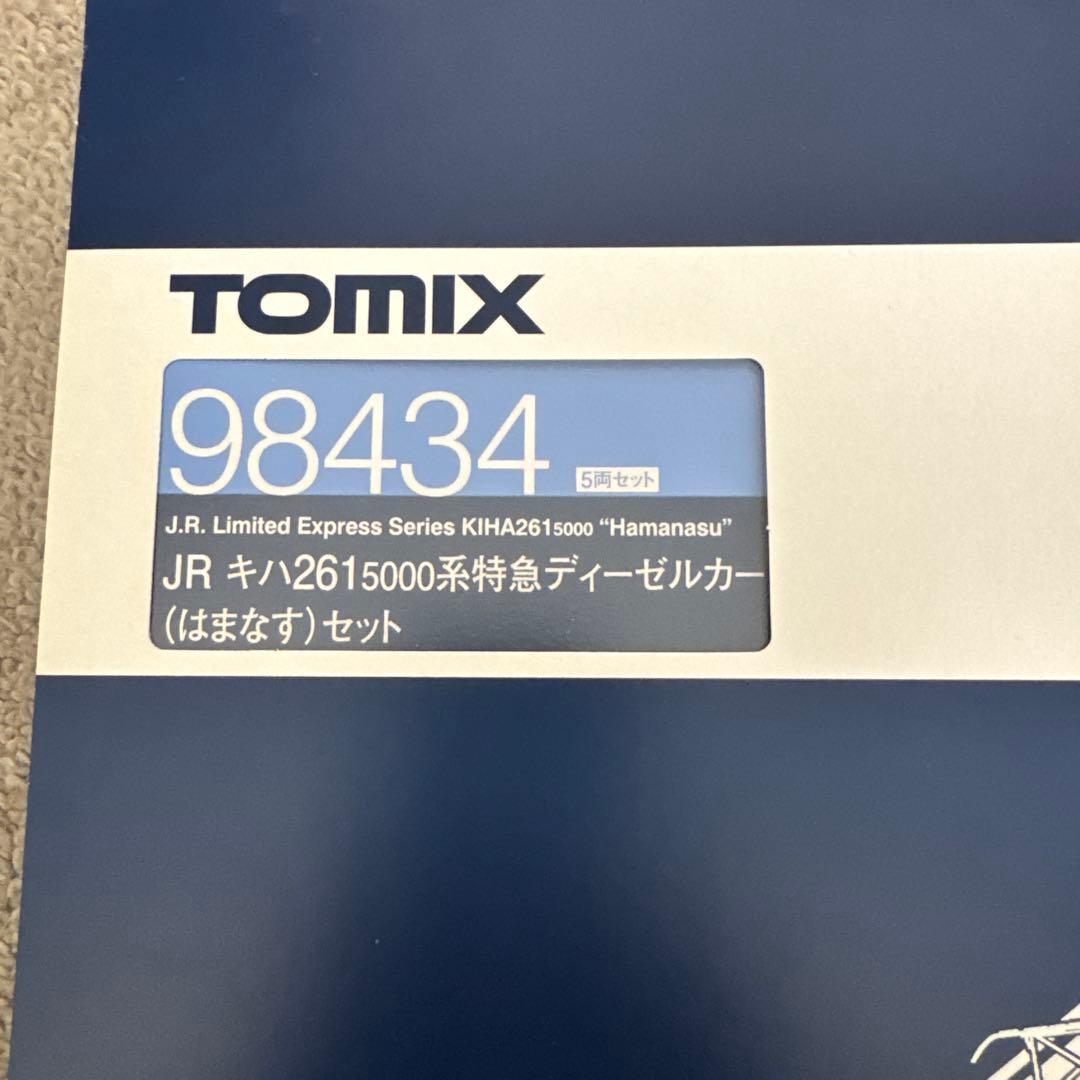 TOMIX
98434 5両セット
J.R. Limited Express Series KIHA261 5000 “Hamanasu”
JR キハ261 5000系特急ディーゼルカー
(はまなす)セット